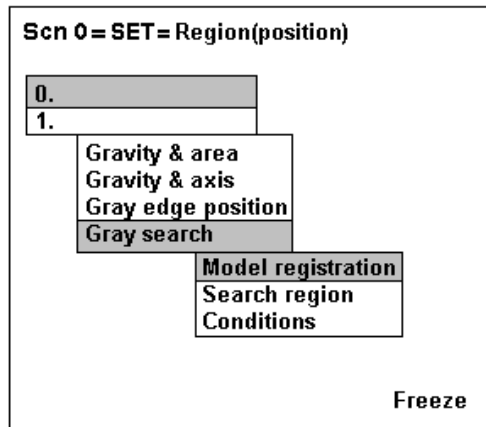 Scn 0=SET=Region(position)
0.
1.
Gravity & area
Gravity & axis
Gray edge position
Gray search
Model registration
Search region
Conditions
Freeze